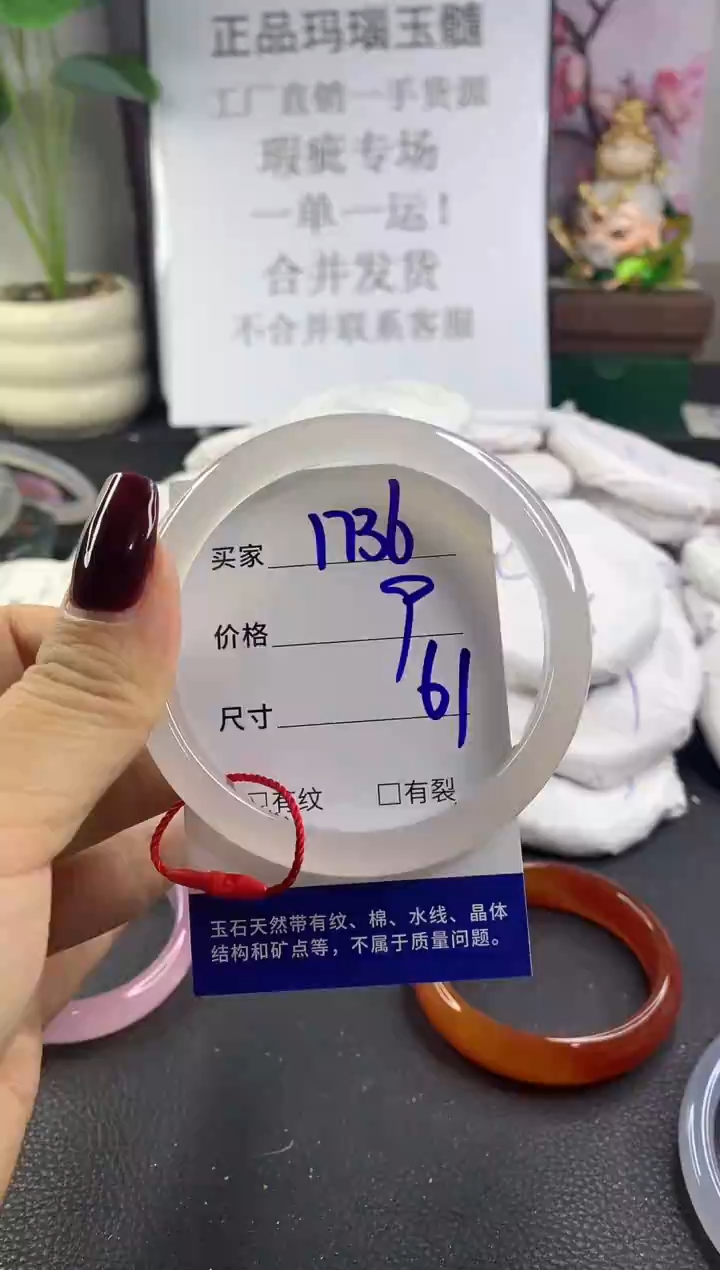 正品玛瑙玉髓
工厂直销一手货源
瑕疵专场
一单一运！
合并发货
不合并联系客服
买家 1736
价格
尺寸 61
□有纹 □有裂
玉石天然带有纹、棉、水线、晶体
结构和矿点等，不属于质量问题。